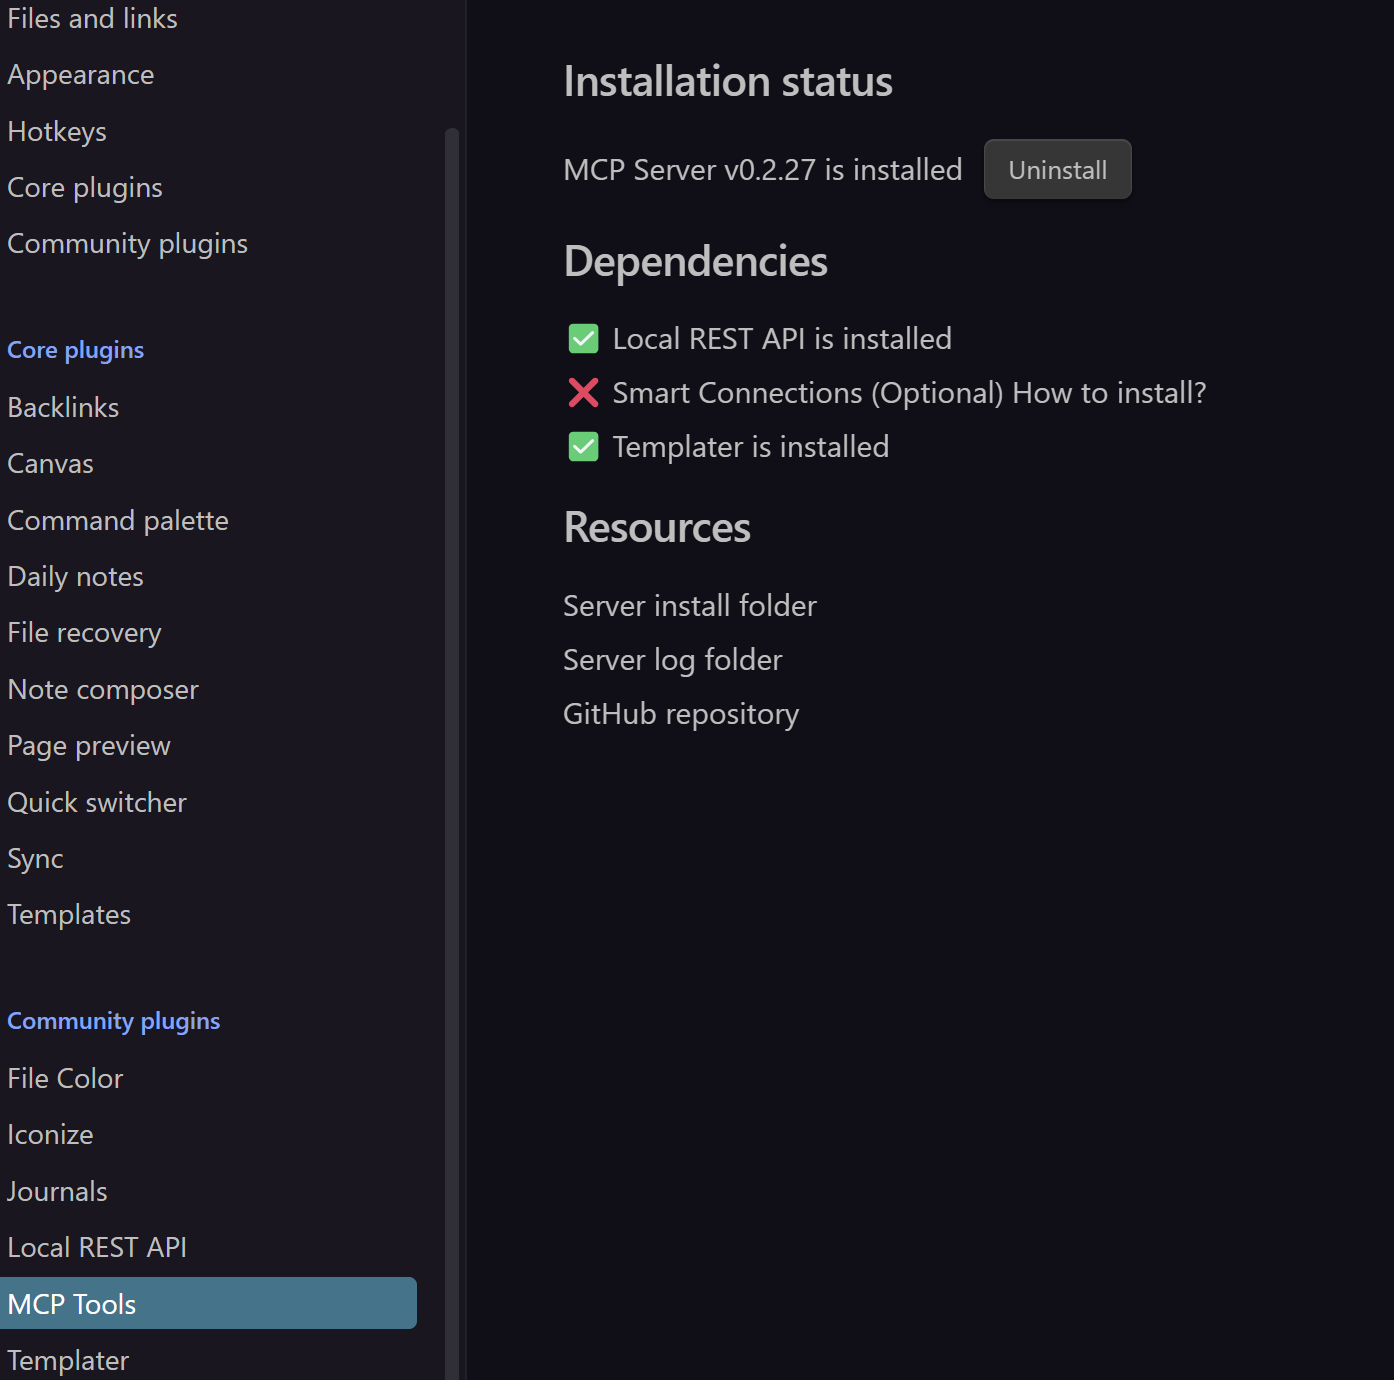 Files and links
Appearance
Hotkeys
Core plugins
Community plugins
Core plugins
Backlinks
Canvas
Command palette
Daily notes
File recovery
Note composer
Page preview
Quick switcher
Sync
Templates
Community plugins
File Color
Iconize
Journals
Local REST API
MCP Tools
Templater
Installation status
MCP Server v0.2.27 is installed Uninstall
Dependencies
✅ Local REST API is installed
❌ Smart Connections (Optional) How to install?
✅ Templater is installed
Resources
Server install folder
Server log folder
GitHub repository